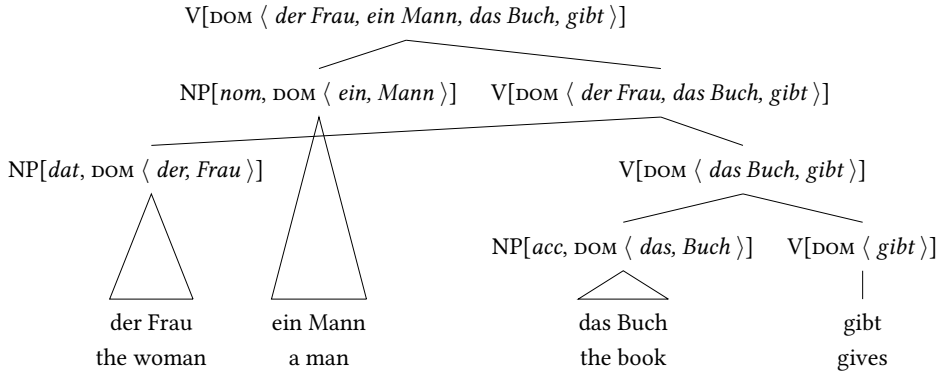 V[DOM ⟨ der Frau, ein Mann, das Buch, gibt ⟩]
NP[nom, DOM ⟨ ein, Mann ⟩] V[DOM ⟨ der Frau, das Buch, gibt ⟩]
NP[dat, DOM ⟨ der, Frau ⟩] V[DOM ⟨ das Buch, gibt ⟩]
NP[acc, DOM ⟨ das, Buch ⟩] V[DOM ⟨ gibt ⟩]
der Frau ein Mann das Buch gibt
the woman a man the book gives